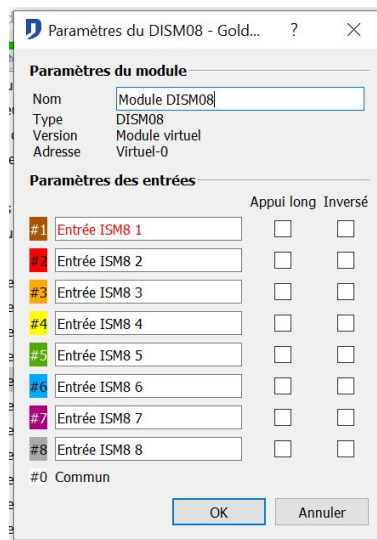 Paramètres du DISM08 - Gold... ? ×
Paramètres du module
Nom Module DISM08
Type DISM08
Version Module virtuel
Adresse Virtuel-0
Paramètres des entrées
Appui long Inversé
#1 Entrée ISM8 1
#2 Entrée ISM8 2
#3 Entrée ISM8 3
#4 Entrée ISM8 4
#5 Entrée ISM8 5
#6 Entrée ISM8 6
#7 Entrée ISM8 7
#8 Entrée ISM8 8
#0 Commun
OK Annuler